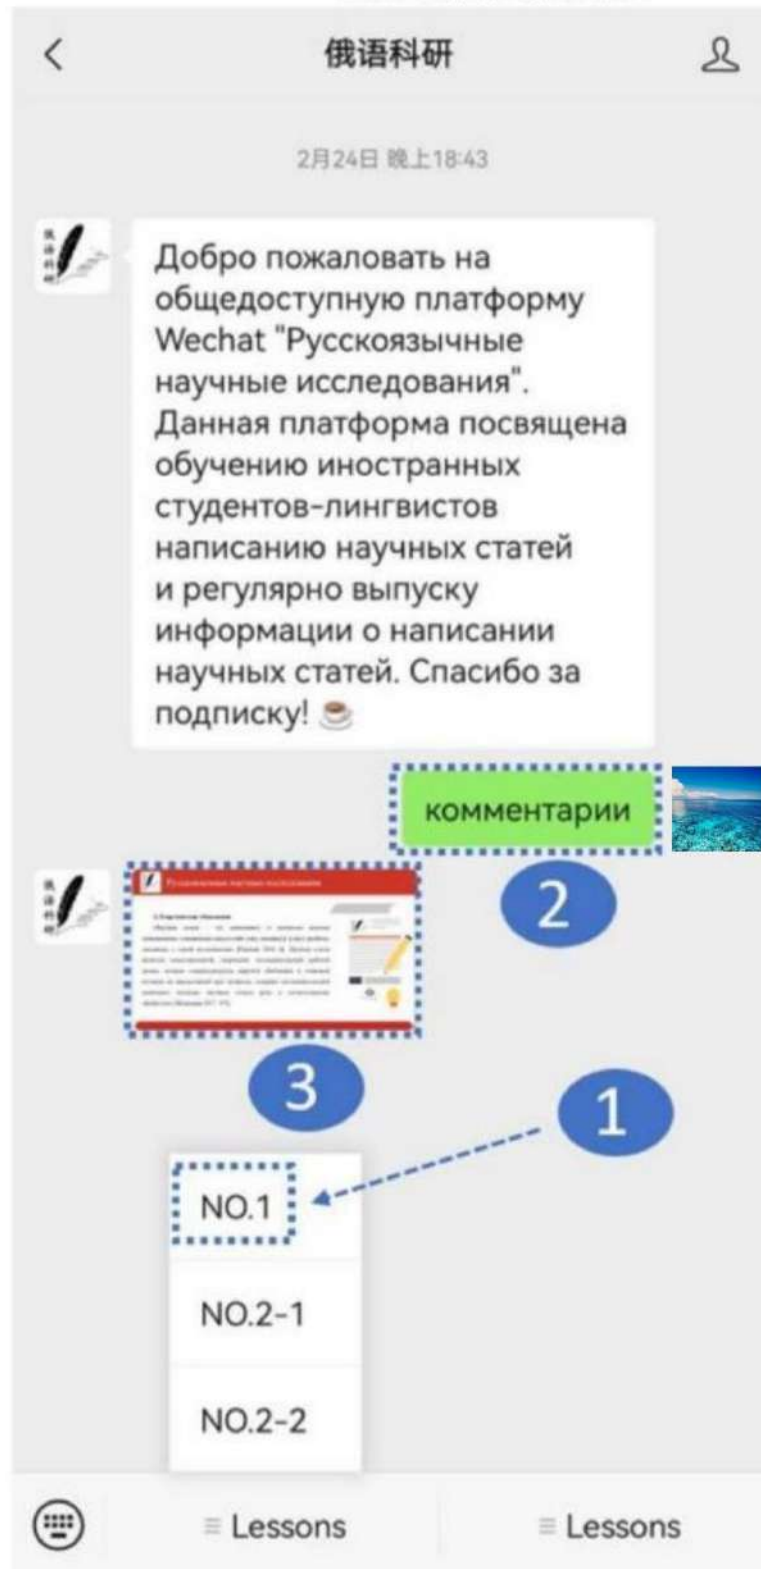 俄语科研
2月24日 晚上18:43
Добро пожаловать на
общедоступную платформу
Wechat "Русскоязычные
научные исследования".
Данная платформа посвящена
обучению иностранных
студентов-лингвистов
написанию научных статей
и регулярно выпуску
информации о написании
научных статей. Спасибо за
подписку!
комментарии
2
3
1
NO.1
NO.2-1
NO.2-2
Lessons
Lessons